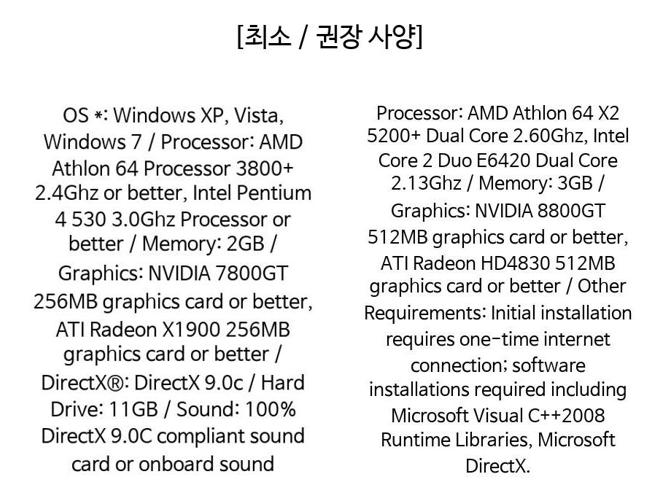 [최소 / 권장 사양]
OS *: Windows XP, Vista,
Windows 7 / Processor: AMD
Athlon 64 Processor 3800+
2.4Ghz or better, Intel Pentium
4 530 3.0Ghz Processor or
better / Memory: 2GB /
Graphics: NVIDIA 7800GT
256MB graphics card or better,
ATI Radeon X1900 256MB
graphics card or better /
DirectX®: DirectX 9.0c / Hard
Drive: 11GB / Sound: 100%
DirectX 9.0C compliant sound
card or onboard sound
Processor: AMD Athlon 64 X2
5200+ Dual Core 2.60Ghz, Intel
Core 2 Duo E6420 Dual Core
2.13Ghz / Memory: 3GB /
Graphics: NVIDIA 8800GT
512MB graphics card or better,
ATI Radeon HD4830 512MB
graphics card or better / Other
Requirements: Initial installation
requires one-time internet
connection; software
installations required including
Microsoft Visual C++2008
Runtime Libraries, Microsoft
DirectX.